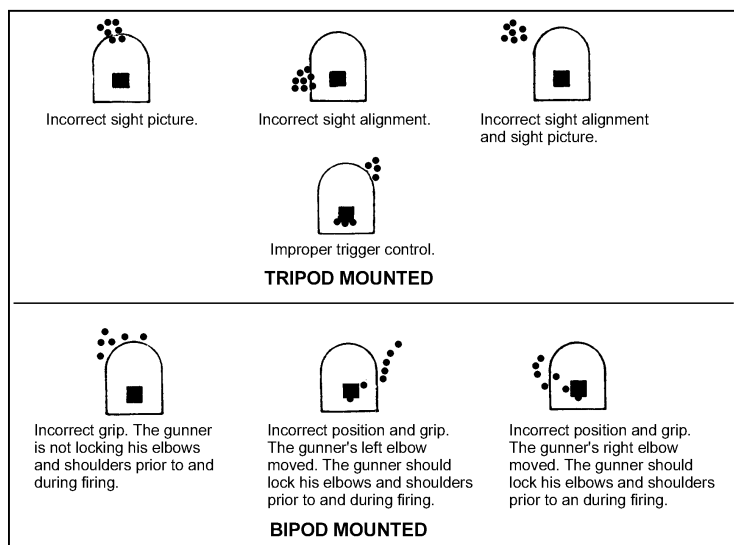 Incorrect sight picture.
Incorrect sight alignment.
Incorrect sight alignment
and sight picture.
Improper trigger control.
TRIPOD MOUNTED
Incorrect grip. The gunner
is not locking his elbows
and shoulders prior to and
during firing.
Incorrect position and grip.
The gunner's left elbow
moved. The gunner should
lock his elbows and shoulders
prior to and during firing.
Incorrect position and grip.
The gunner's right elbow
moved. The gunner should
lock his elbows and shoulders
prior to an during firing.
BIPOD MOUNTED